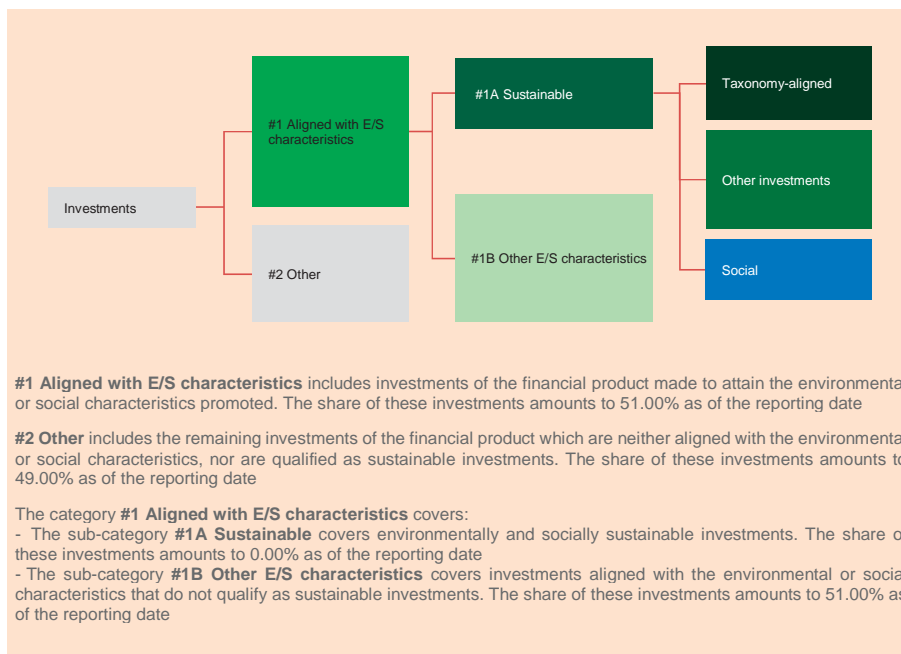 Taxonomy-aligned
#1A Sustainable
#1 Aligned with E/S
characteristics
Other investments
Investments
#1B Other E/S characteristics
#2 Other
Social
#1 Aligned with E/S characteristics includes investments of the financial product made to attain the environmenta
or social characteristics promoted. The share of these investments amounts to 51.00% as of the reporting date
#2 Other includes the remaining investments of the financial product which are neither aligned with the environmenta
or social characteristics, nor are qualified as sustainable investments. The share of these investments amounts to
49.00% as of the reporting date
The category #1 Aligned with E/S characteristics covers:
- The sub-category #1A Sustainable covers environmentally and socially sustainable investments. The share o
these investments amounts to 0.00% as of the reporting date
- The sub-category #1B Other E/S characteristics covers investments aligned with the environmental or socia
characteristics that do not qualify as sustainable investments. The share of these investments amounts to 51.00% as
of the reporting date